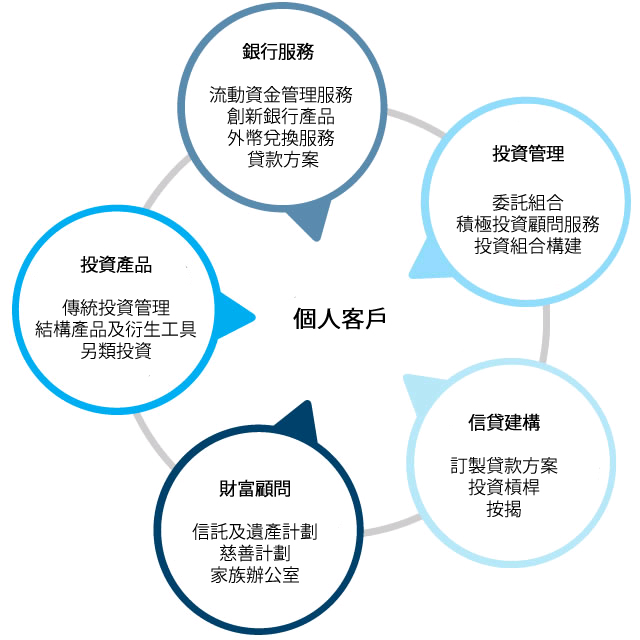 銀行服務
流動資金管理服務
創新銀行產品
外幣兌換服務
貸款方案
投資管理
委託組合
積極投資顧問服務
投資組合構建
投資產品
傳統投資管理
結構產品及衍生工具
另類投資
個人客戶
信貸建構
訂製貸款方案
投資槓桿
按揭
財富顧問
信託及遺產計劃
慈善計劃
家族辦公室